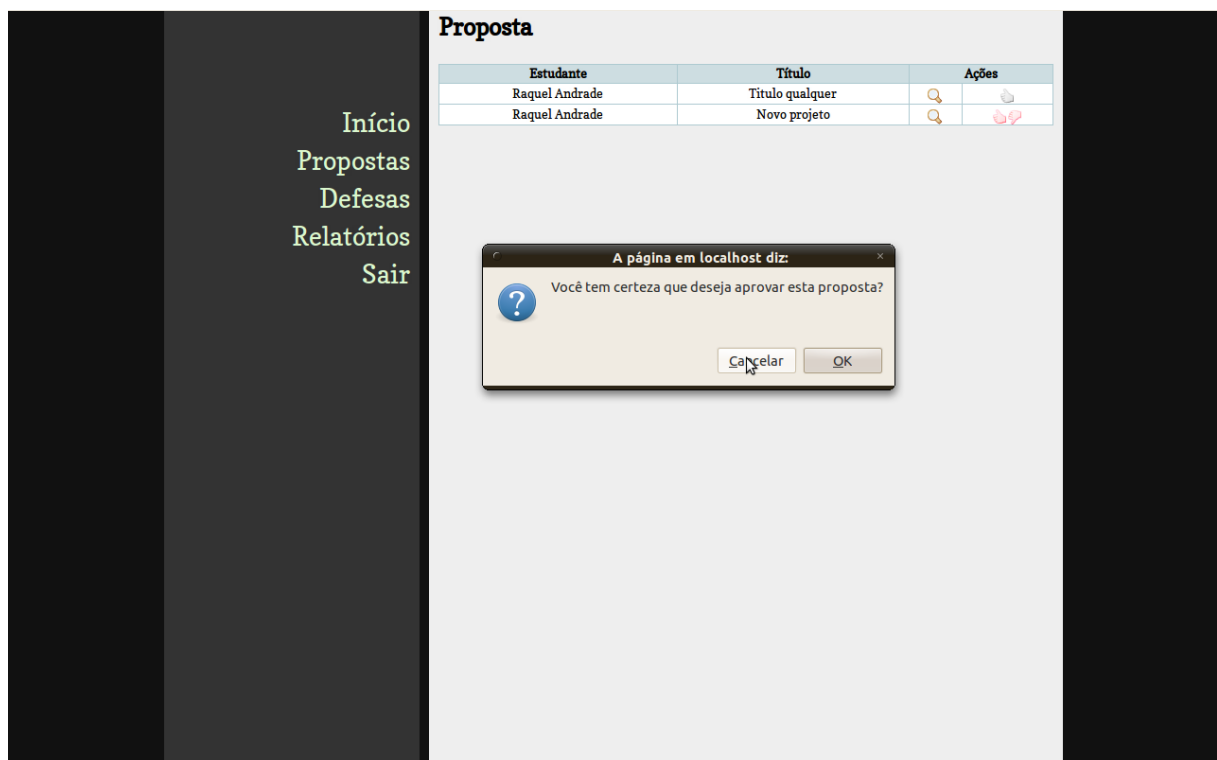 Proposta
Estudante Título Ações
Raquel Andrade Titulo qualquer
Raquel Andrade Novo projeto
Início
Propostas
Defesas
Relatórios
Sair
A página em localhost diz:
Você tem certeza que deseja aprovar esta proposta?
Cancelar OK